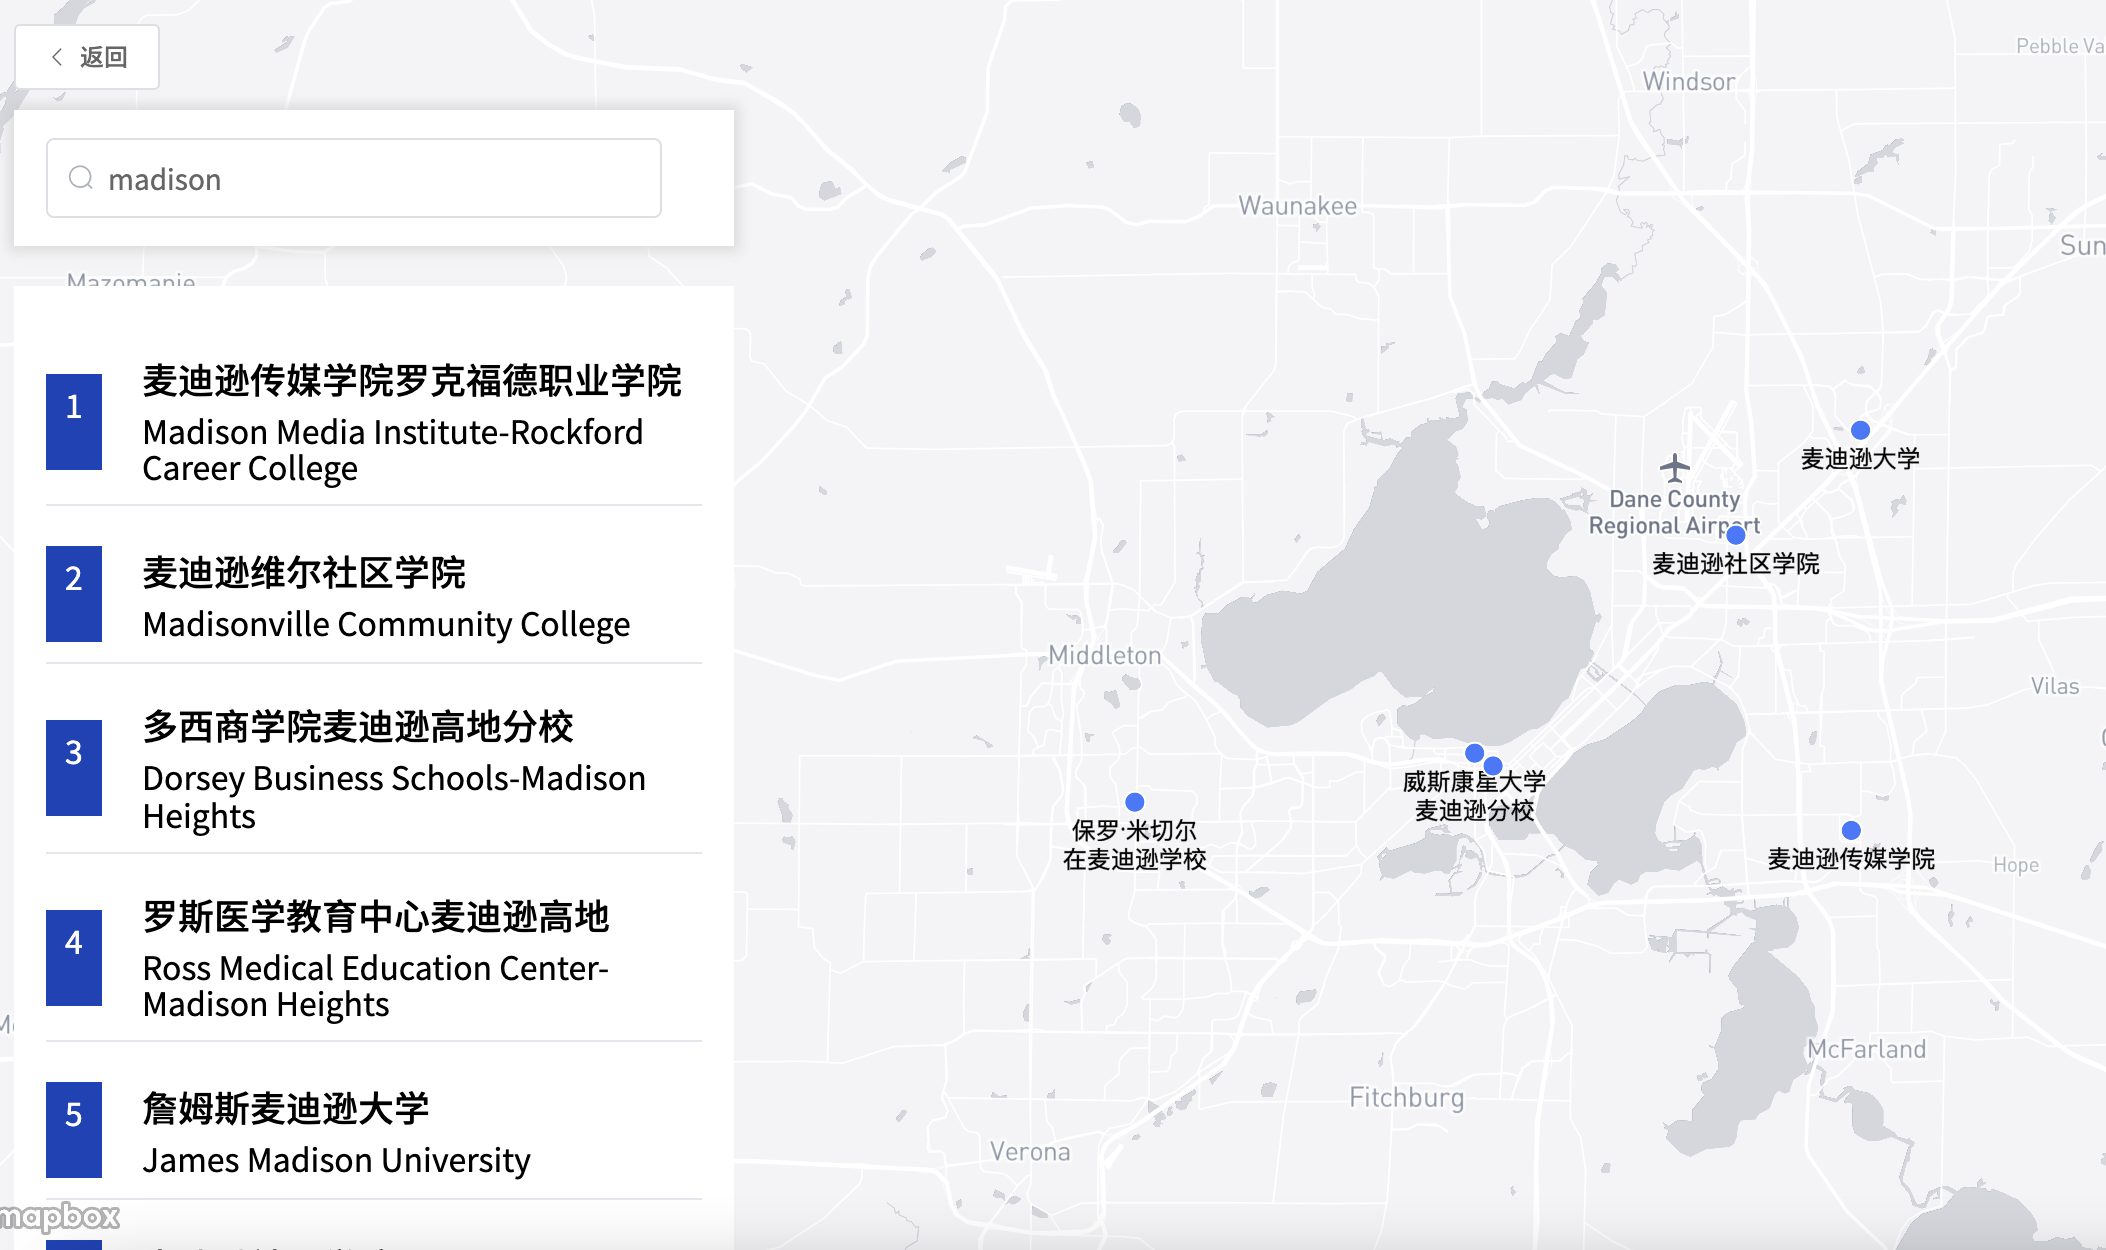 返回
madison
Mazomanie
1
麦迪逊传媒学院罗克福德职业学院
Madison Media Institute-Rockford
Career College
2
麦迪逊维尔社区学院
Madisonville Community College
3
多西商学院麦迪逊高地分校
Dorsey Business Schools-Madison
Heights
4
罗斯医学教育中心麦迪逊高地
Ross Medical Education Center-
Madison Heights
5
詹姆斯麦迪逊大学
James Madison University
mapbox
Pebble Va
Windsor
Waunakee
Sun
麦迪逊大学
Dane County
Regional Airport
麦迪逊社区学院
Middleton
Vilas
威斯康星大学
麦迪逊分校
保罗·米切尔
在麦迪逊学校
麦迪逊传媒学院
Hope
McFarland
Fitchburg
Verona